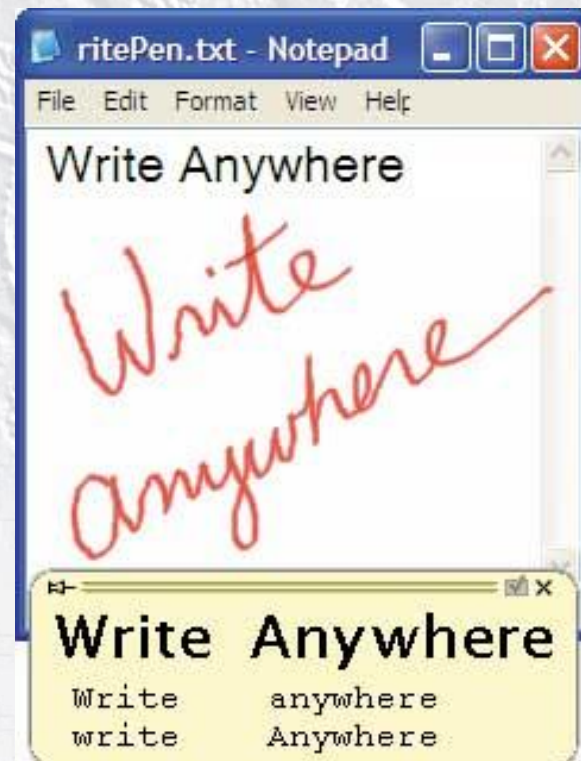 ritePen.txt - Notepad
File Edit Format View Help
Write Anywhere
Write
anywhere
Write Anywhere
Write anywhere
write Anywhere